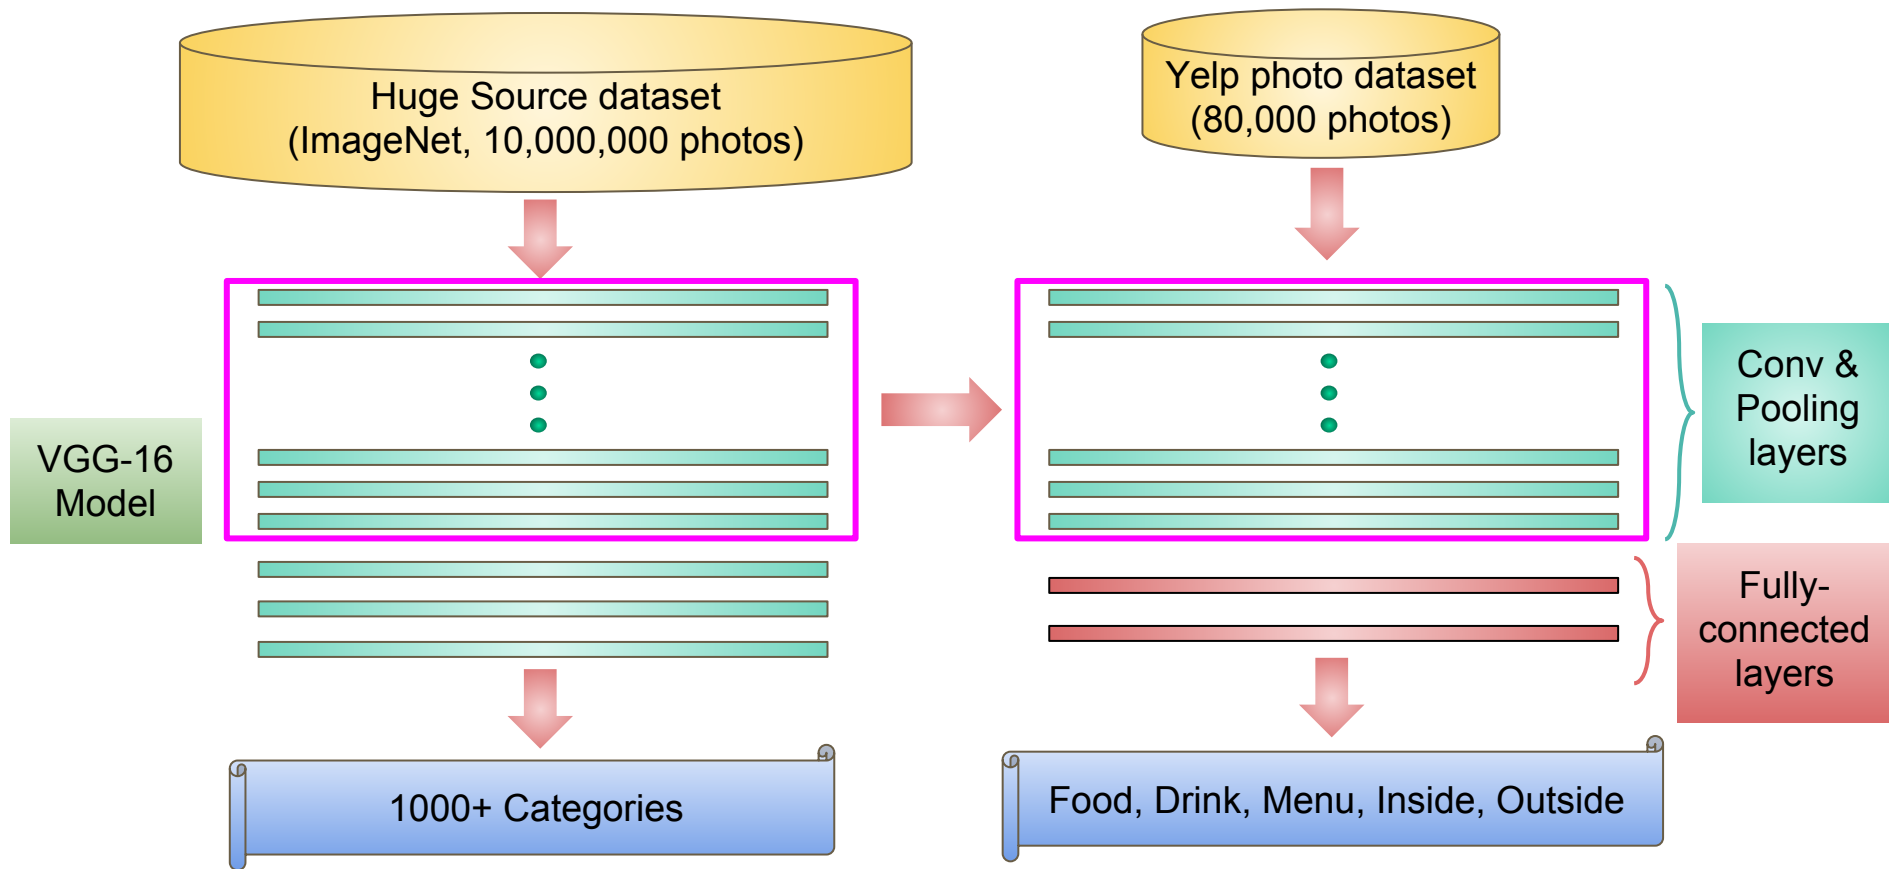 Huge Source dataset
(ImageNet, 10,000,000 photos)
Yelp photo dataset
(80,000 photos)
VGG-16
Model
Conv &
Pooling
layers
Fully-
connected
layers
1000+ Categories
Food, Drink, Menu, Inside, Outside